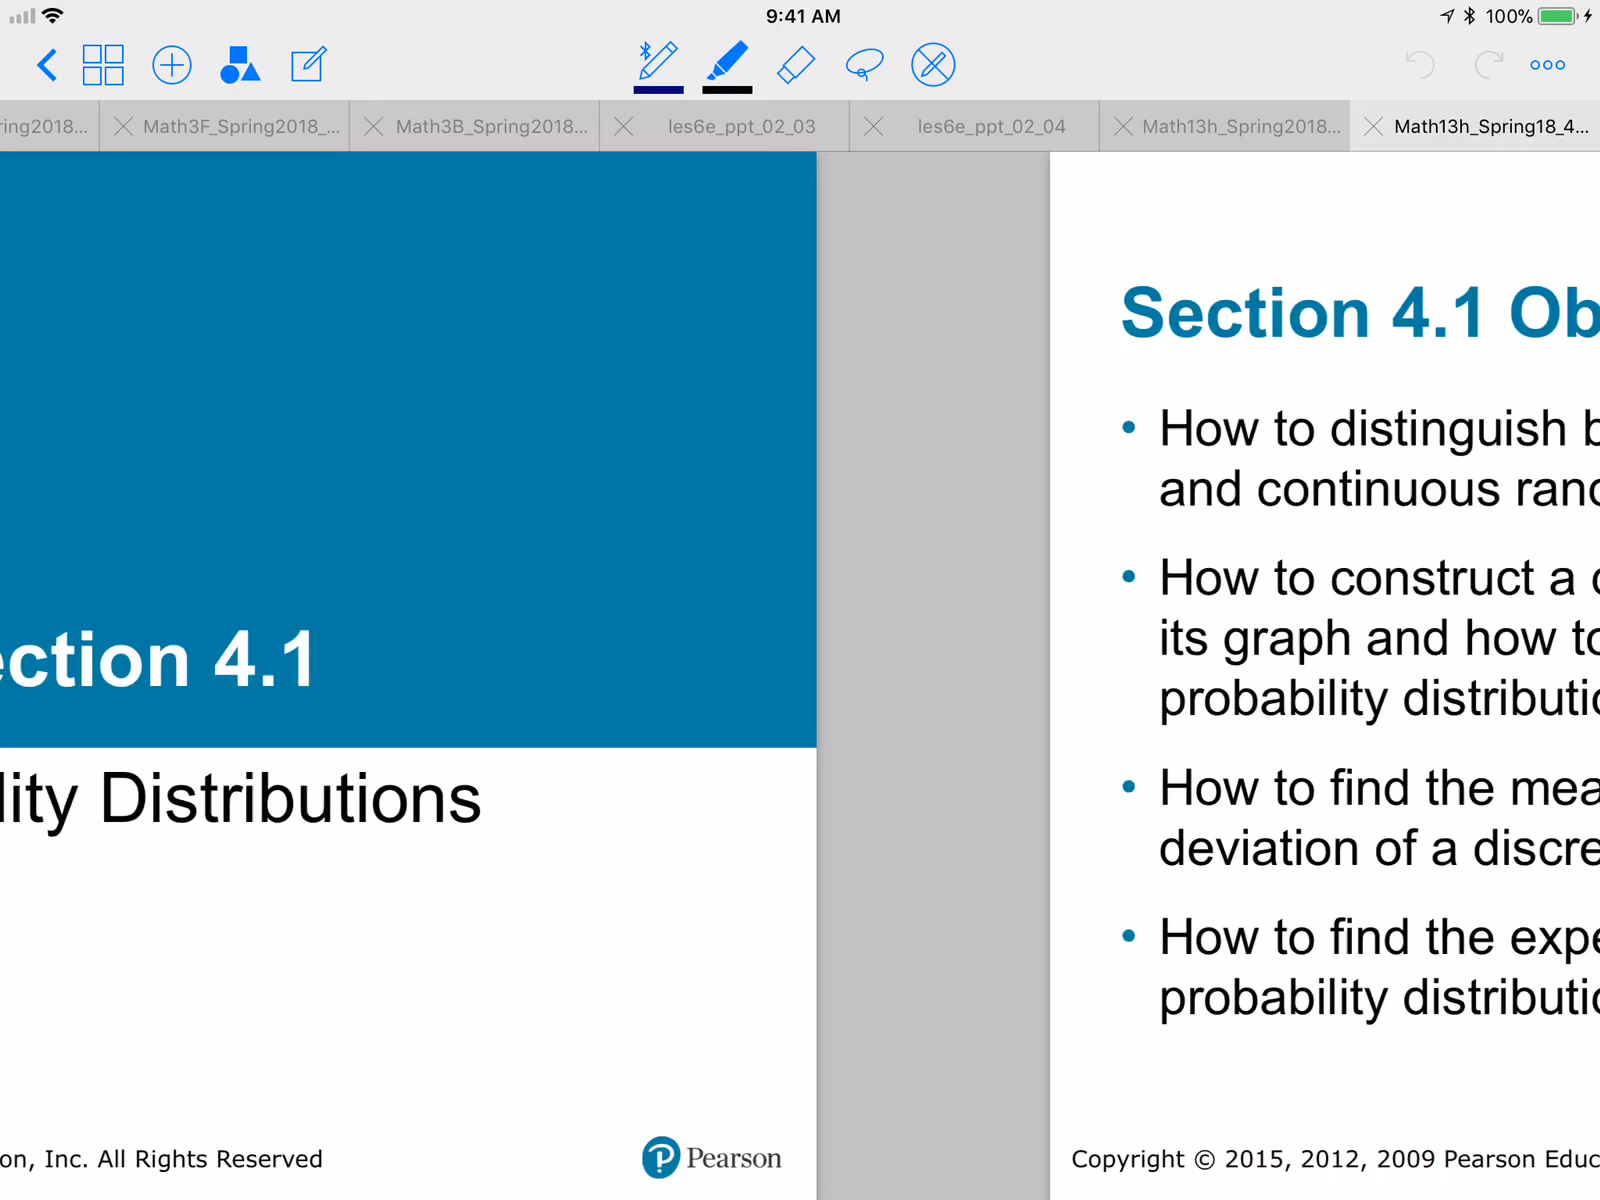 9:41 AM
100%
ring2018...
Math3F_Spring2018_...
Math3B_Spring2018...
les6e_ppt_02_03
les6e_ppt_02_04
Math13h_Spring2018...
Math13h_Spring18_4...
ection 4.1
lity Distributions
on, Inc. All Rights Reserved
Pearson
Section 4.1 Ob
• How to distinguish b
and continuous rand
• How to construct a d
its graph and how to
probability distributio
• How to find the mea
deviation of a discre
• How to find the expe
probability distributio
Copyright © 2015, 2012, 2009 Pearson Educ